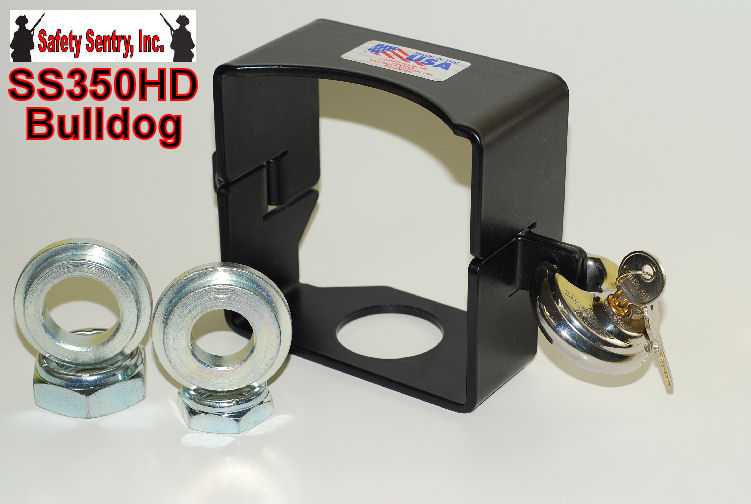 Safety Sentry, Inc.
SS350HD
Bulldog
USA